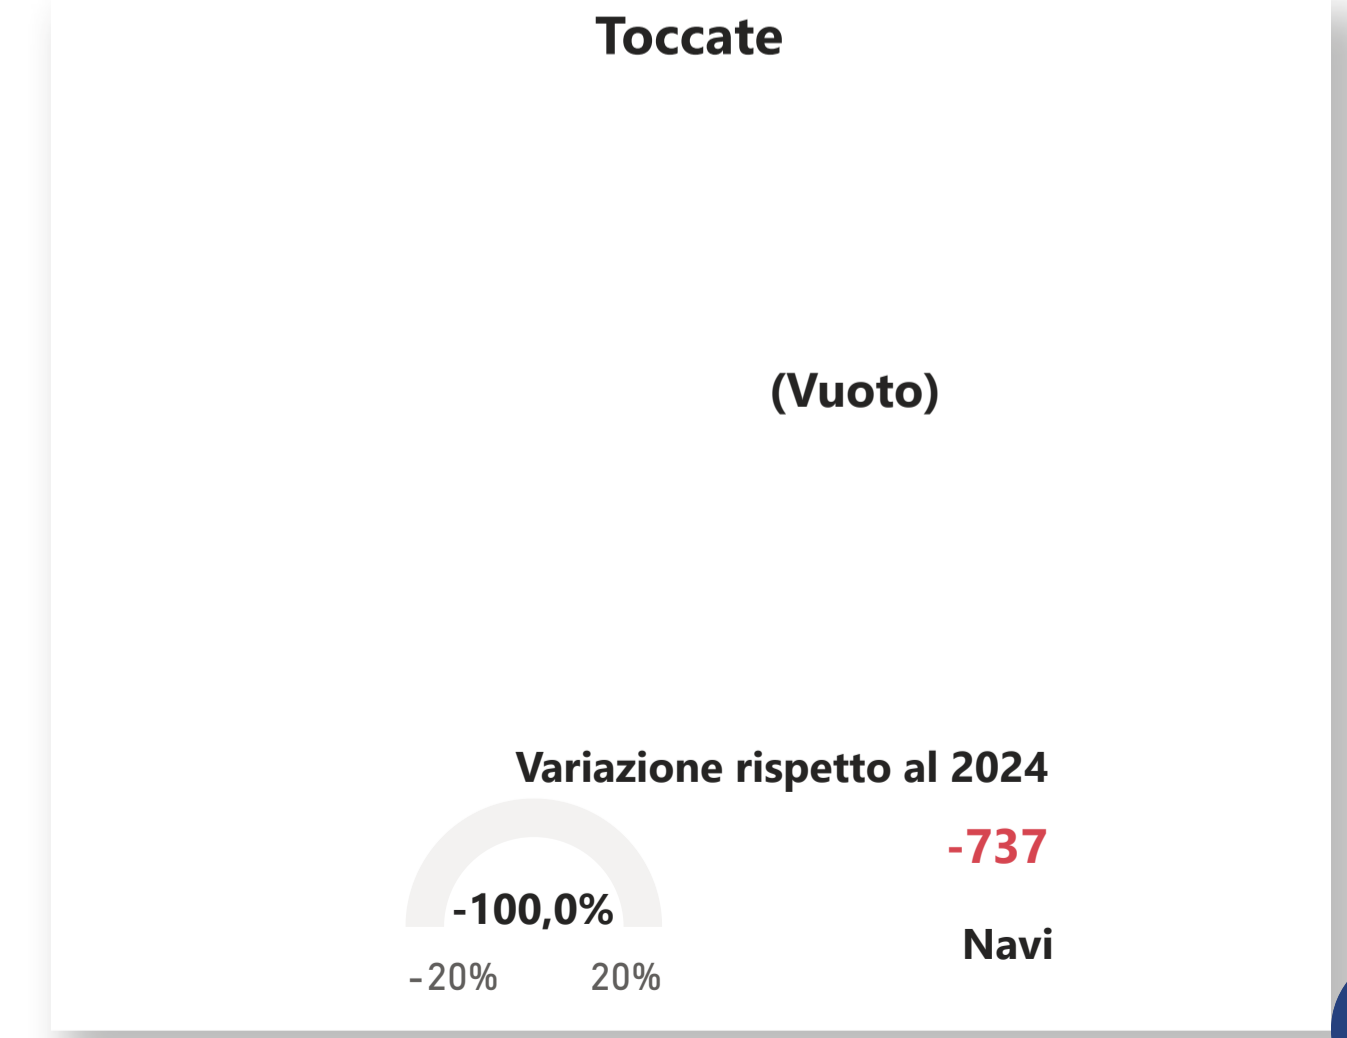 Toccate
(Vuoto)
Variazione rispetto al 2024
-737
-100,0%
Navi
-20%
20%